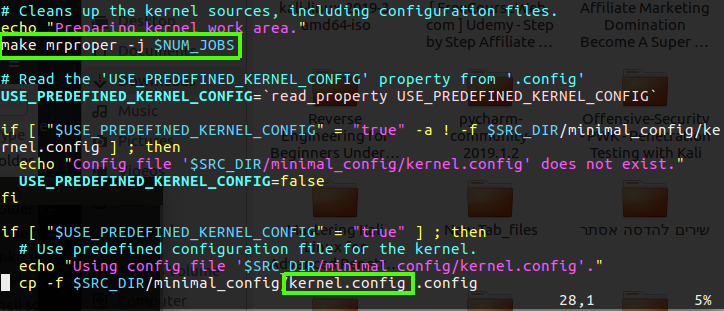 # Cleans up the kernel sources, including configuration files.
echo "Preparing kernel work area."
make mrproper -j $NUM_JOBS
# Read the 'USE_PREDEFINED_KERNEL_CONFIG' property from '.config'
USE_PREDEFINED_KERNEL_CONFIG=`read_property USE_PREDEFINED_KERNEL_CONFIG`
if [ "$USE_PREDEFINED_KERNEL_CONFIG" = "true" -a ! -f $SRC_DIR/minimal_config/ke
rnel.config ] ; then
echo "Config file '$SRC_DIR/minimal_config/kernel.config' does not exist."
USE_PREDEFINED_KERNEL_CONFIG=false
fi
if [ "$USE_PREDEFINED_KERNEL_CONFIG" = "true" ] ; then
# Use predefined configuration file for the kernel.
echo "Using config file '$SRC_DIR/minimal_config/kernel.config'."
cp -f $SRC_DIR/minimal_config/kernel.config .config
28,1
5%
amd64-iso
com ] Udemy -
Step by Step
Affiliate ...
Affiliate Marketing
Domination
Become A Super ...
Music
Reverse
Engineering for
Beginners Under...
pycharm-
community-
2019.1.2
Offensive-Security
Testing with Kali
Tab_files
שירים להדסה אסתר
Computer